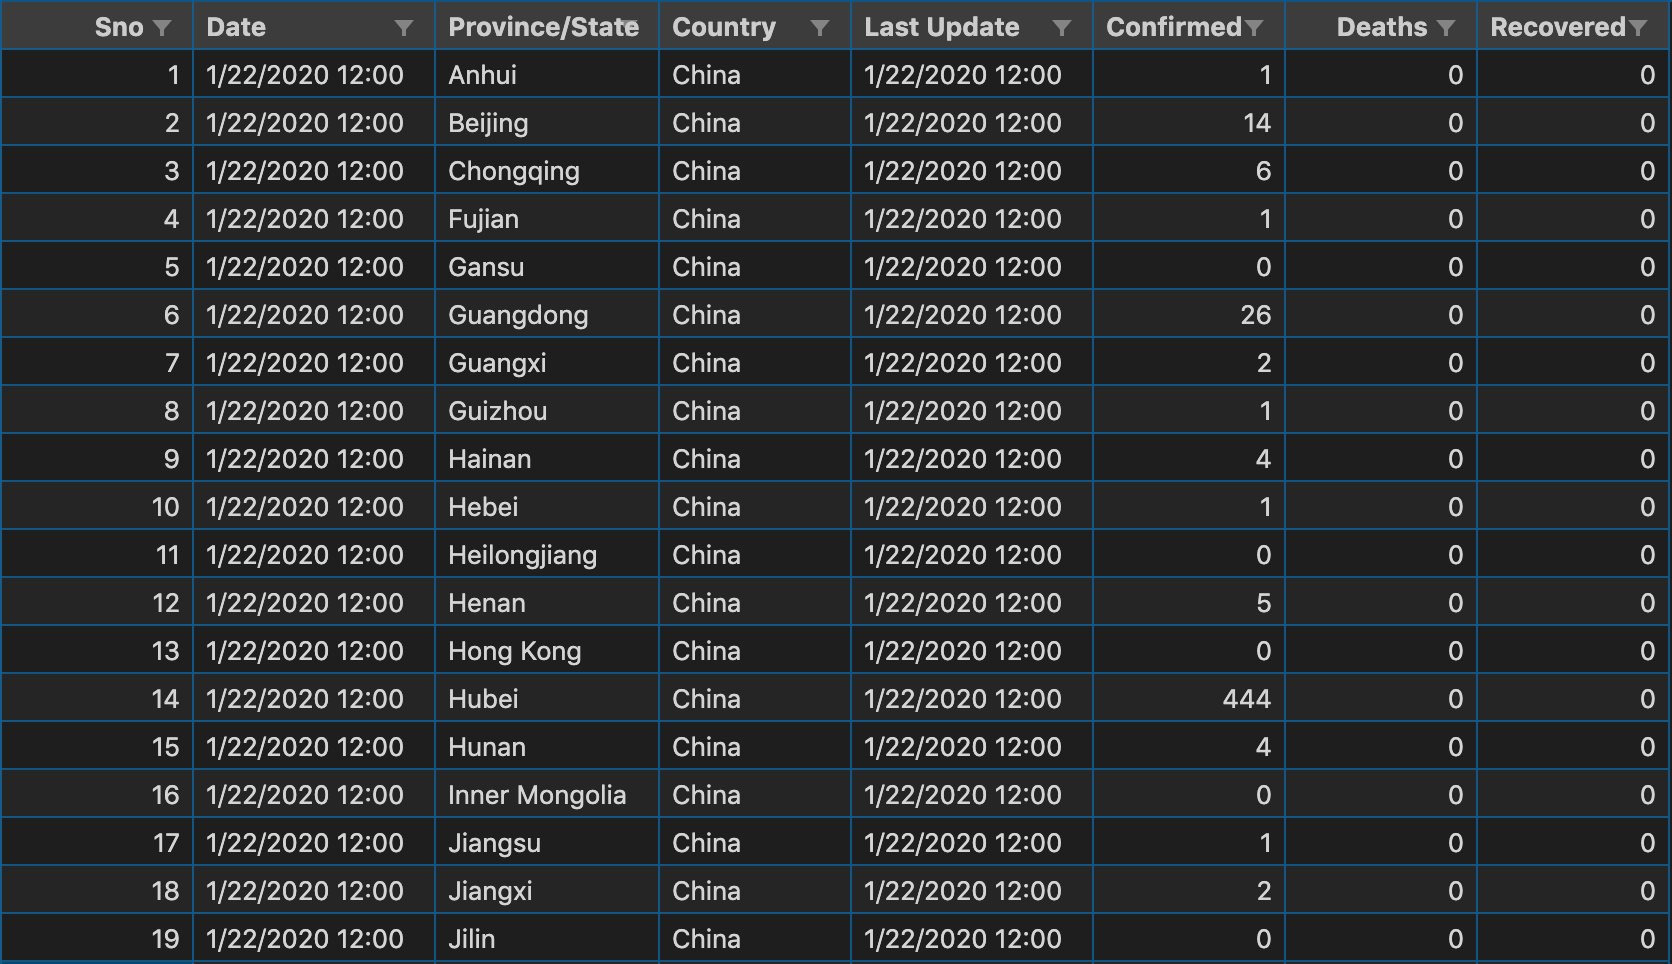 Sno Date Province/State Country Last Update Confirmed Deaths Recovered
1 1/22/2020 12:00 Anhui China 1/22/2020 12:00 1 0 0
2 1/22/2020 12:00 Beijing China 1/22/2020 12:00 14 0 0
3 1/22/2020 12:00 Chongqing China 1/22/2020 12:00 6 0 0
4 1/22/2020 12:00 Fujian China 1/22/2020 12:00 1 0 0
5 1/22/2020 12:00 Gansu China 1/22/2020 12:00 0 0 0
6 1/22/2020 12:00 Guangdong China 1/22/2020 12:00 26 0 0
7 1/22/2020 12:00 Guangxi China 1/22/2020 12:00 2 0 0
8 1/22/2020 12:00 Guizhou China 1/22/2020 12:00 1 0 0
9 1/22/2020 12:00 Hainan China 1/22/2020 12:00 4 0 0
10 1/22/2020 12:00 Hebei China 1/22/2020 12:00 1 0 0
11 1/22/2020 12:00 Heilongjiang China 1/22/2020 12:00 0 0 0
12 1/22/2020 12:00 Henan China 1/22/2020 12:00 5 0 0
13 1/22/2020 12:00 Hong Kong China 1/22/2020 12:00 0 0 0
14 1/22/2020 12:00 Hubei China 1/22/2020 12:00 444 0 0
15 1/22/2020 12:00 Hunan China 1/22/2020 12:00 4 0 0
16 1/22/2020 12:00 Inner Mongolia China 1/22/2020 12:00 0 0 0
17 1/22/2020 12:00 Jiangsu China 1/22/2020 12:00 1 0 0
18 1/22/2020 12:00 Jiangxi China 1/22/2020 12:00 2 0 0
19 1/22/2020 12:00 Jilin China 1/22/2020 12:00 0 0 0